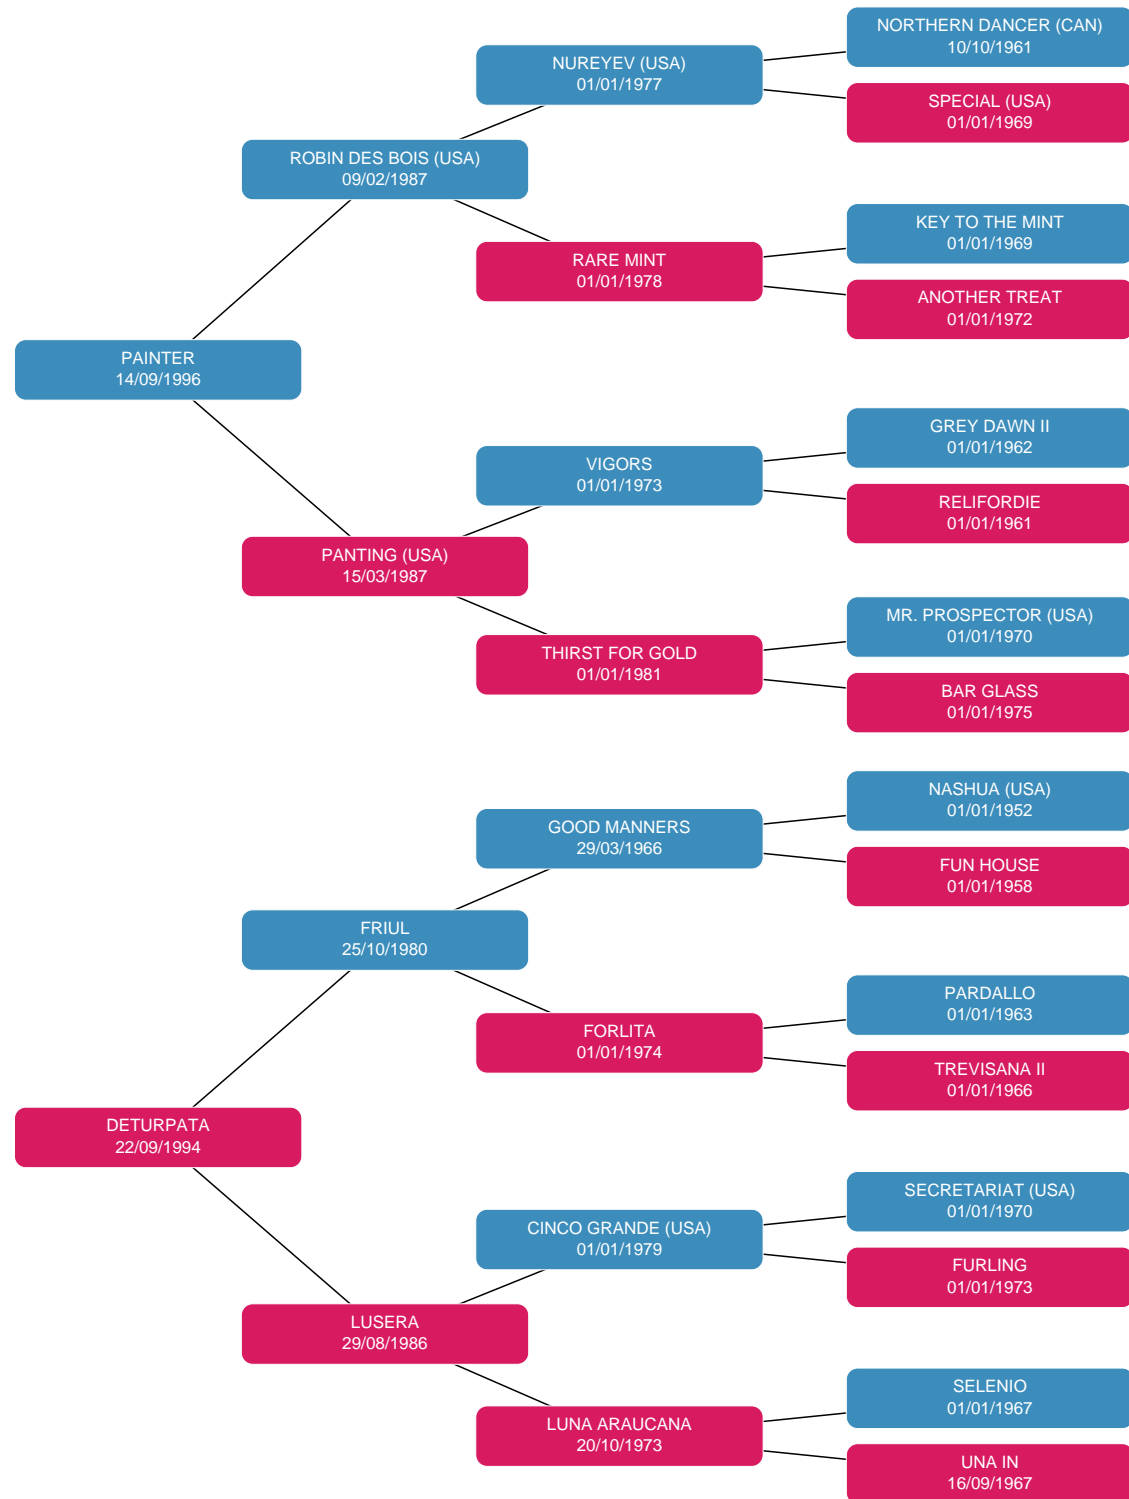 NORTHERN DANCER (CAN)
10/10/1961
NUREYEV (USA)
01/01/1977
SPECIAL (USA)
01/01/1969
ROBIN DES BOIS (USA)
09/02/1987
KEY TO THE MINT
01/01/1969
RARE MINT
01/01/1978
ANOTHER TREAT
01/01/1972
PAINTER
14/09/1996
GREY DAWN II
01/01/1962
VIGORS
01/01/1973
RELIFORDIE
01/01/1961
PANTING (USA)
15/03/1987
MR. PROSPECTOR (USA)
01/01/1970
THIRST FOR GOLD
01/01/1981
BAR GLASS
01/01/1975
NASHUA (USA)
01/01/1952
GOOD MANNERS
29/03/1966
FUN HOUSE
01/01/1958
FRIUL
25/10/1980
PARDALLO
01/01/1963
FORLITA
01/01/1974
TREVISANA II
01/01/1966
DETURPATA
22/09/1994
SECRETARIAT (USA)
01/01/1970
CINCO GRANDE (USA)
01/01/1979
FURLING
01/01/1973
LUSERA
29/08/1986
SELENIO
01/01/1967
LUNA ARAUCANA
20/10/1973
UNA IN
16/09/1967